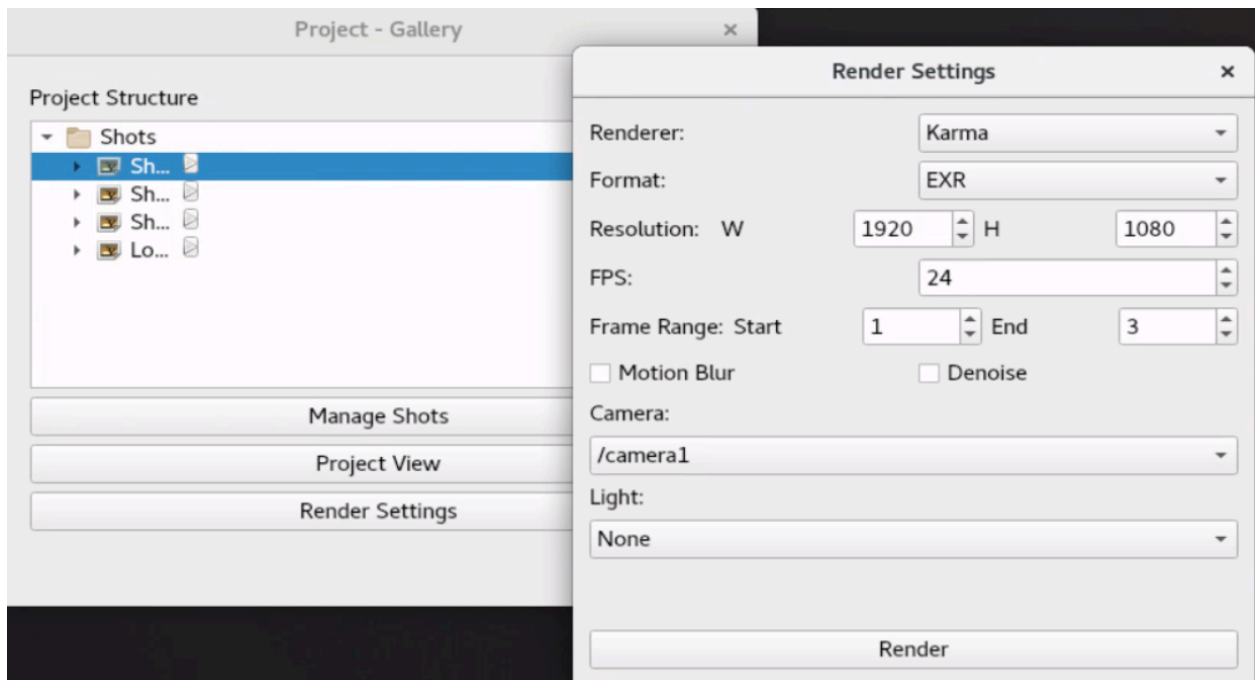 Project - Gallery
Project Structure
Shots
Sh...
Sh...
Sh...
Lo...
Manage Shots
Project View
Render Settings
Render Settings
Renderer: Karma
Format: EXR
Resolution: W 1920 H 1080
FPS: 24
Frame Range: Start 1 End 3
Motion Blur Denoise
Camera:
/camera1
Light:
None
Render